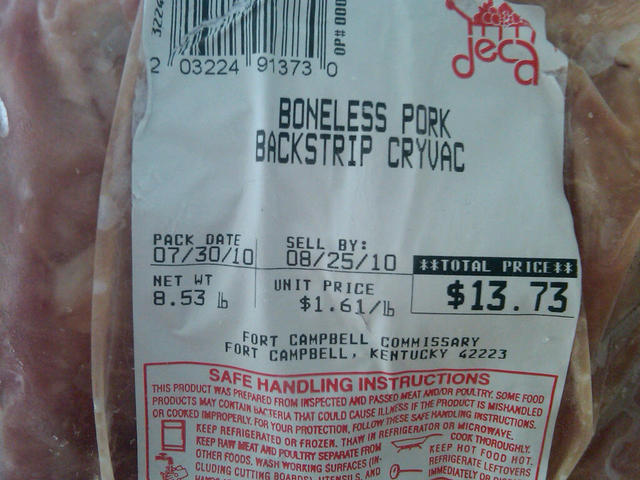 deca
2 03224 91373 0
BONELESS PORK
BACKSTRIP CRYVAC
PACK DATE
07/30/10
SELL BY:
08/25/10
NET WT
8.53 lb
UNIT PRICE
$1.61/lb
**TOTAL PRICE**
$13.73
FORT CAMPBELL COMMISSARY
FORT CAMPBELL, KENTUCKY 42223
SAFE HANDLING INSTRUCTIONS
THIS PRODUCT WAS PREPARED FROM INSPECTED AND PASSED MEAT AND/OR POULTRY. SOME FOOD
PRODUCTS MAY CONTAIN BACTERIA THAT COULD CAUSE ILLNESS IF THE PRODUCT IS MISHANDLED
OR COOKED IMPROPERLY. FOR YOUR PROTECTION, FOLLOW THESE SAFE HANDLING INSTRUCTIONS.
KEEP REFRIGERATED OR FROZEN. THAW IN REFRIGERATOR OR MICROWAVE.
KEEP RAW MEAT AND POULTRY SEPARATE FROM
OTHER FOODS. WASH WORKING SURFACES (IN-
CLUDING CUTTING BOARDS), UTENSILS, AND
COOK THOROUGHLY.
KEEP HOT FOOD HOT.
REFRIGERATE LEFTOVERS
IMMEDIATELY OR